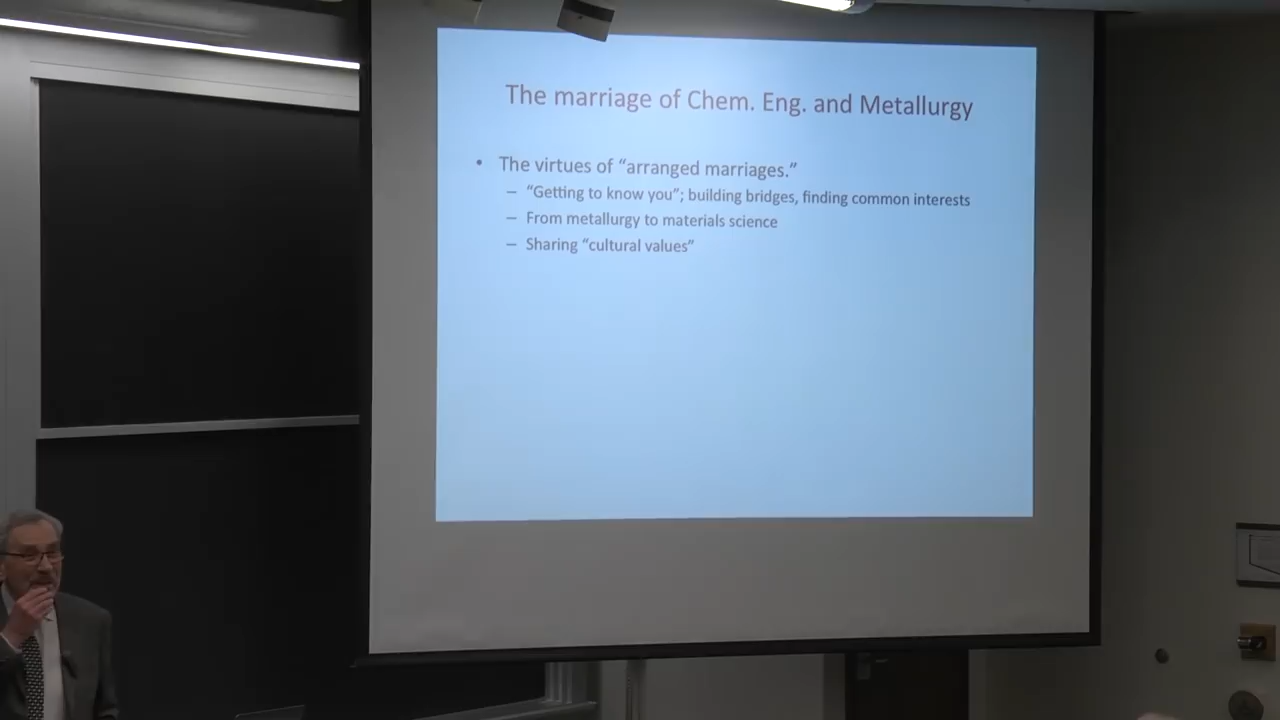 The marriage of Chem. Eng. and Metallurgy
• The virtues of “arranged marriages.”
– “Getting to know you”; building bridges, finding common interests
– From metallurgy to materials science
– Sharing “cultural values”